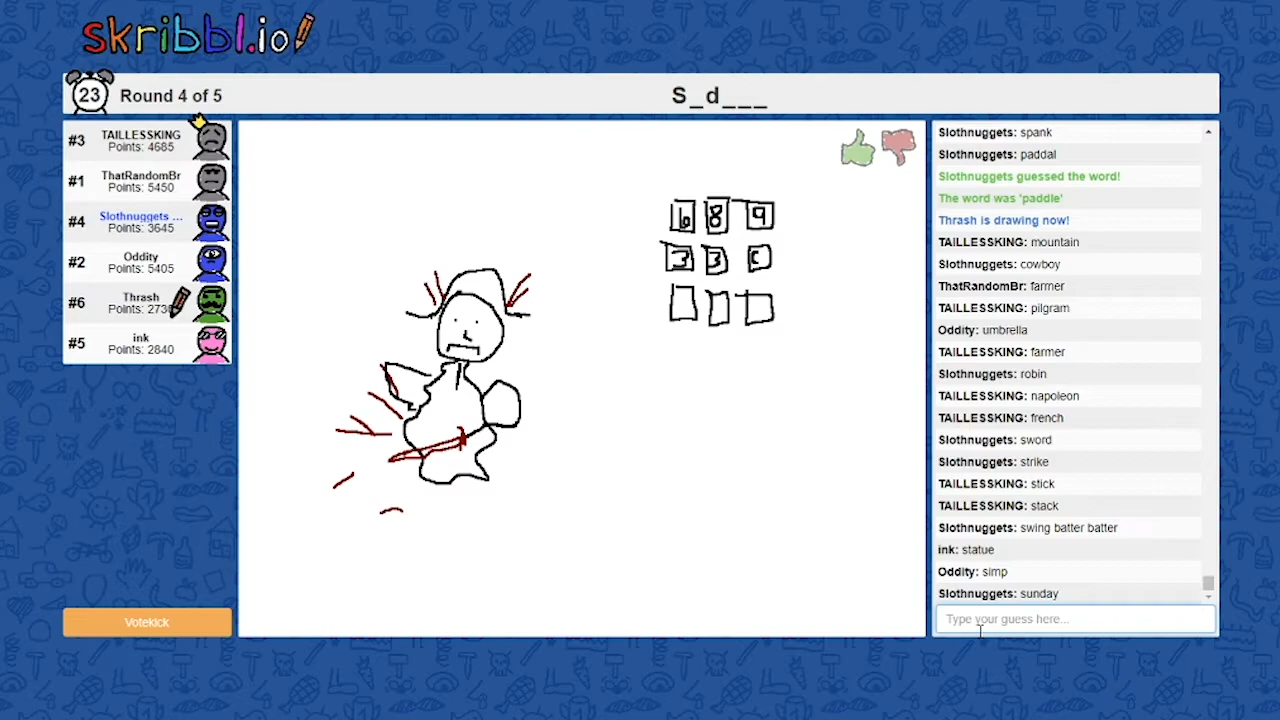 skribbl.io
23
Round 4 of 5
S_d___
#3
TAILLESSKING
Points: 4685
#1
ThatRandomBr
Points: 5450
#4
Slothnuggets ...
Points: 3645
#2
Oddity
Points: 5405
#6
Thrash
Points: 273
#5
ink
Points: 2840
Votekick
6 8 9
3 3
Slothnuggets: spank
Slothnuggets: paddal
Slothnuggets guessed the word!
The word was 'paddle'
Thrash is drawing now!
TAILLESSKING: mountain
Slothnuggets: cowboy
ThatRandomBr: farmer
TAILLESSKING: pilgram
Oddity: umbrella
TAILLESSKING: farmer
Slothnuggets: robin
TAILLESSKING: napoleon
TAILLESSKING: french
Slothnuggets: sword
Slothnuggets: strike
TAILLESSKING: stick
TAILLESSKING: stack
Slothnuggets: swing batter batter
ink: statue
Oddity: simp
Slothnuggets: sunday
Type your guess here...